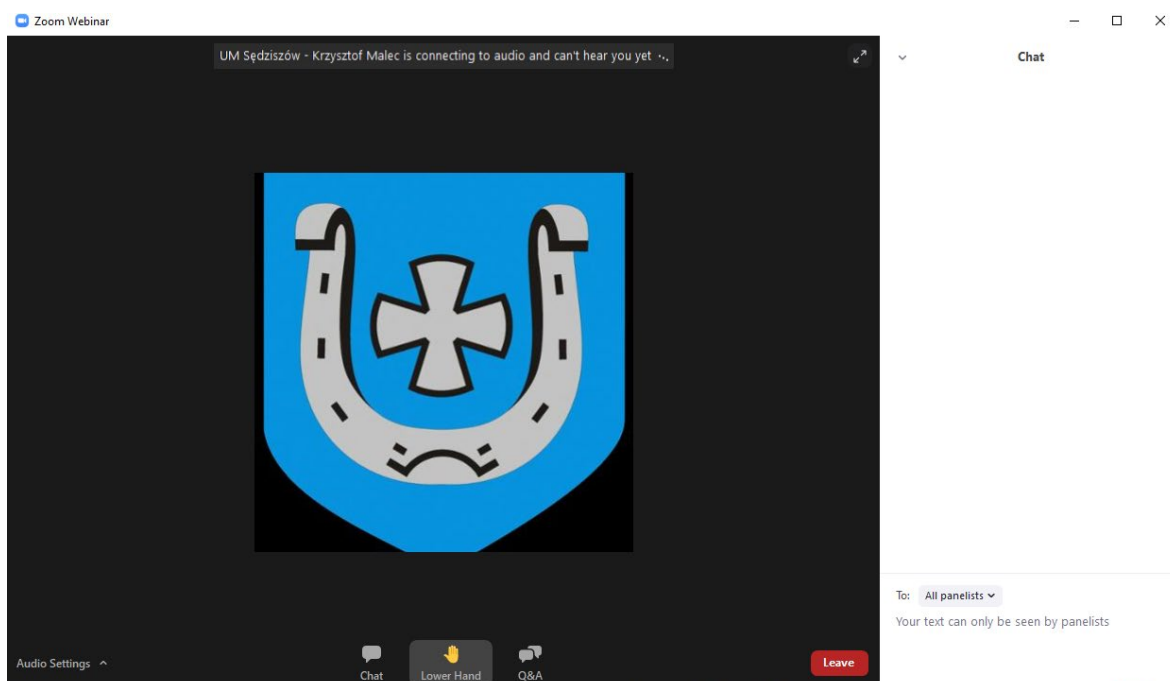 Zoom Webinar
UM Sędziszów - Krzysztof Malec is connecting to audio and can't hear you yet
Chat
To: All panelists
Your text can only be seen by panelists
Audio Settings
Chat
Lower Hand
Q&A
Leave